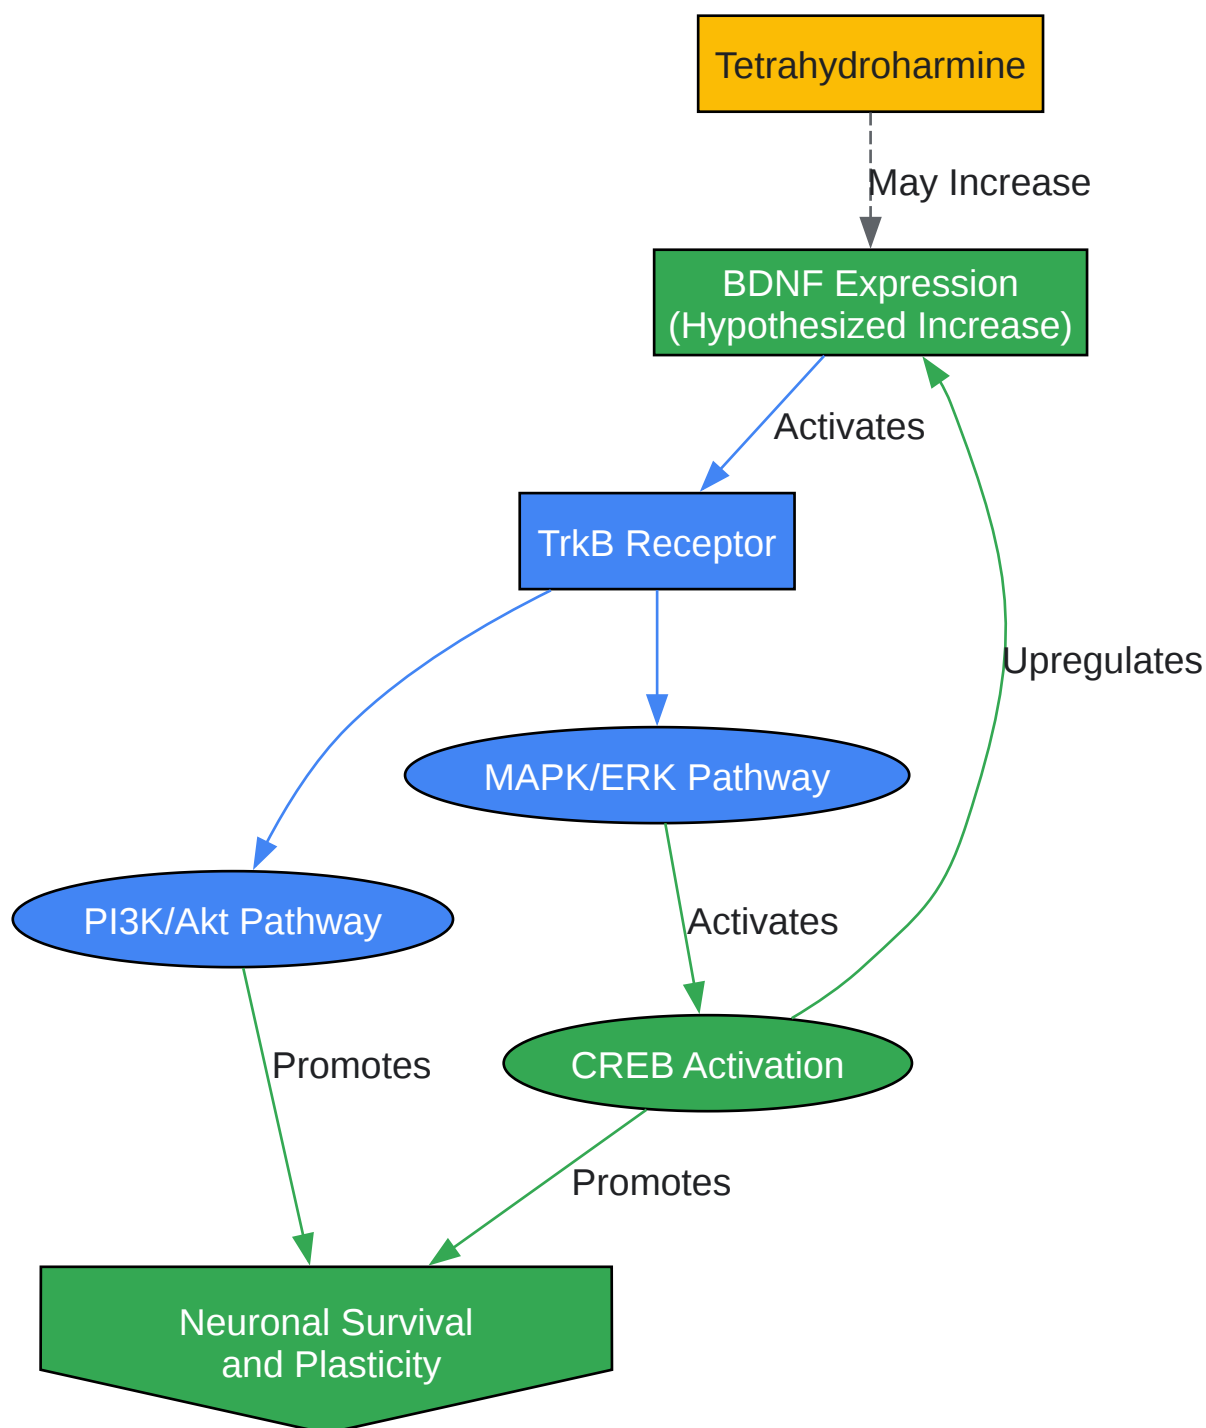 Tetrahydroharmine
May Increase
BDNF Expression
(Hypothesized Increase)
Activates
TrkB Receptor
Upregulates
MAPK/ERK Pathway
PI3K/Akt Pathway
Activates
Promotes
CREB Activation
Promotes
Neuronal Survival
and Plasticity